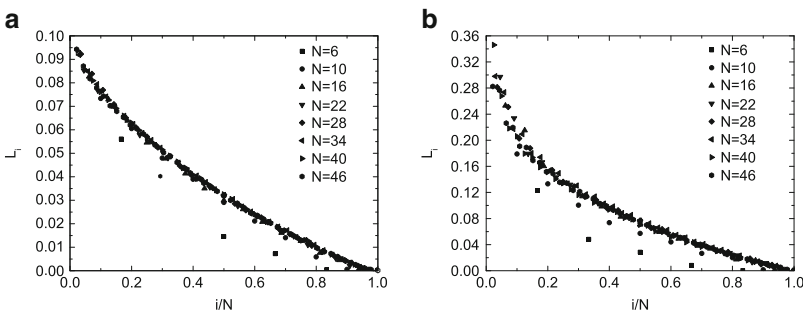 a
0.10
0.09
0.08
0.07
0.06
0.05
0.04
0.03
0.02
0.01
0.00
L_i
0.0 0.2 0.4 0.6 0.8 1.0
i/N
N=6
N=10
N=16
N=22
N=28
N=34
N=40
N=46
b
0.36
0.32
0.28
0.24
0.20
0.16
0.12
0.08
0.04
0.00
L_i
0.0 0.2 0.4 0.6 0.8 1.0
i/N
N=6
N=10
N=16
N=22
N=28
N=34
N=40
N=46